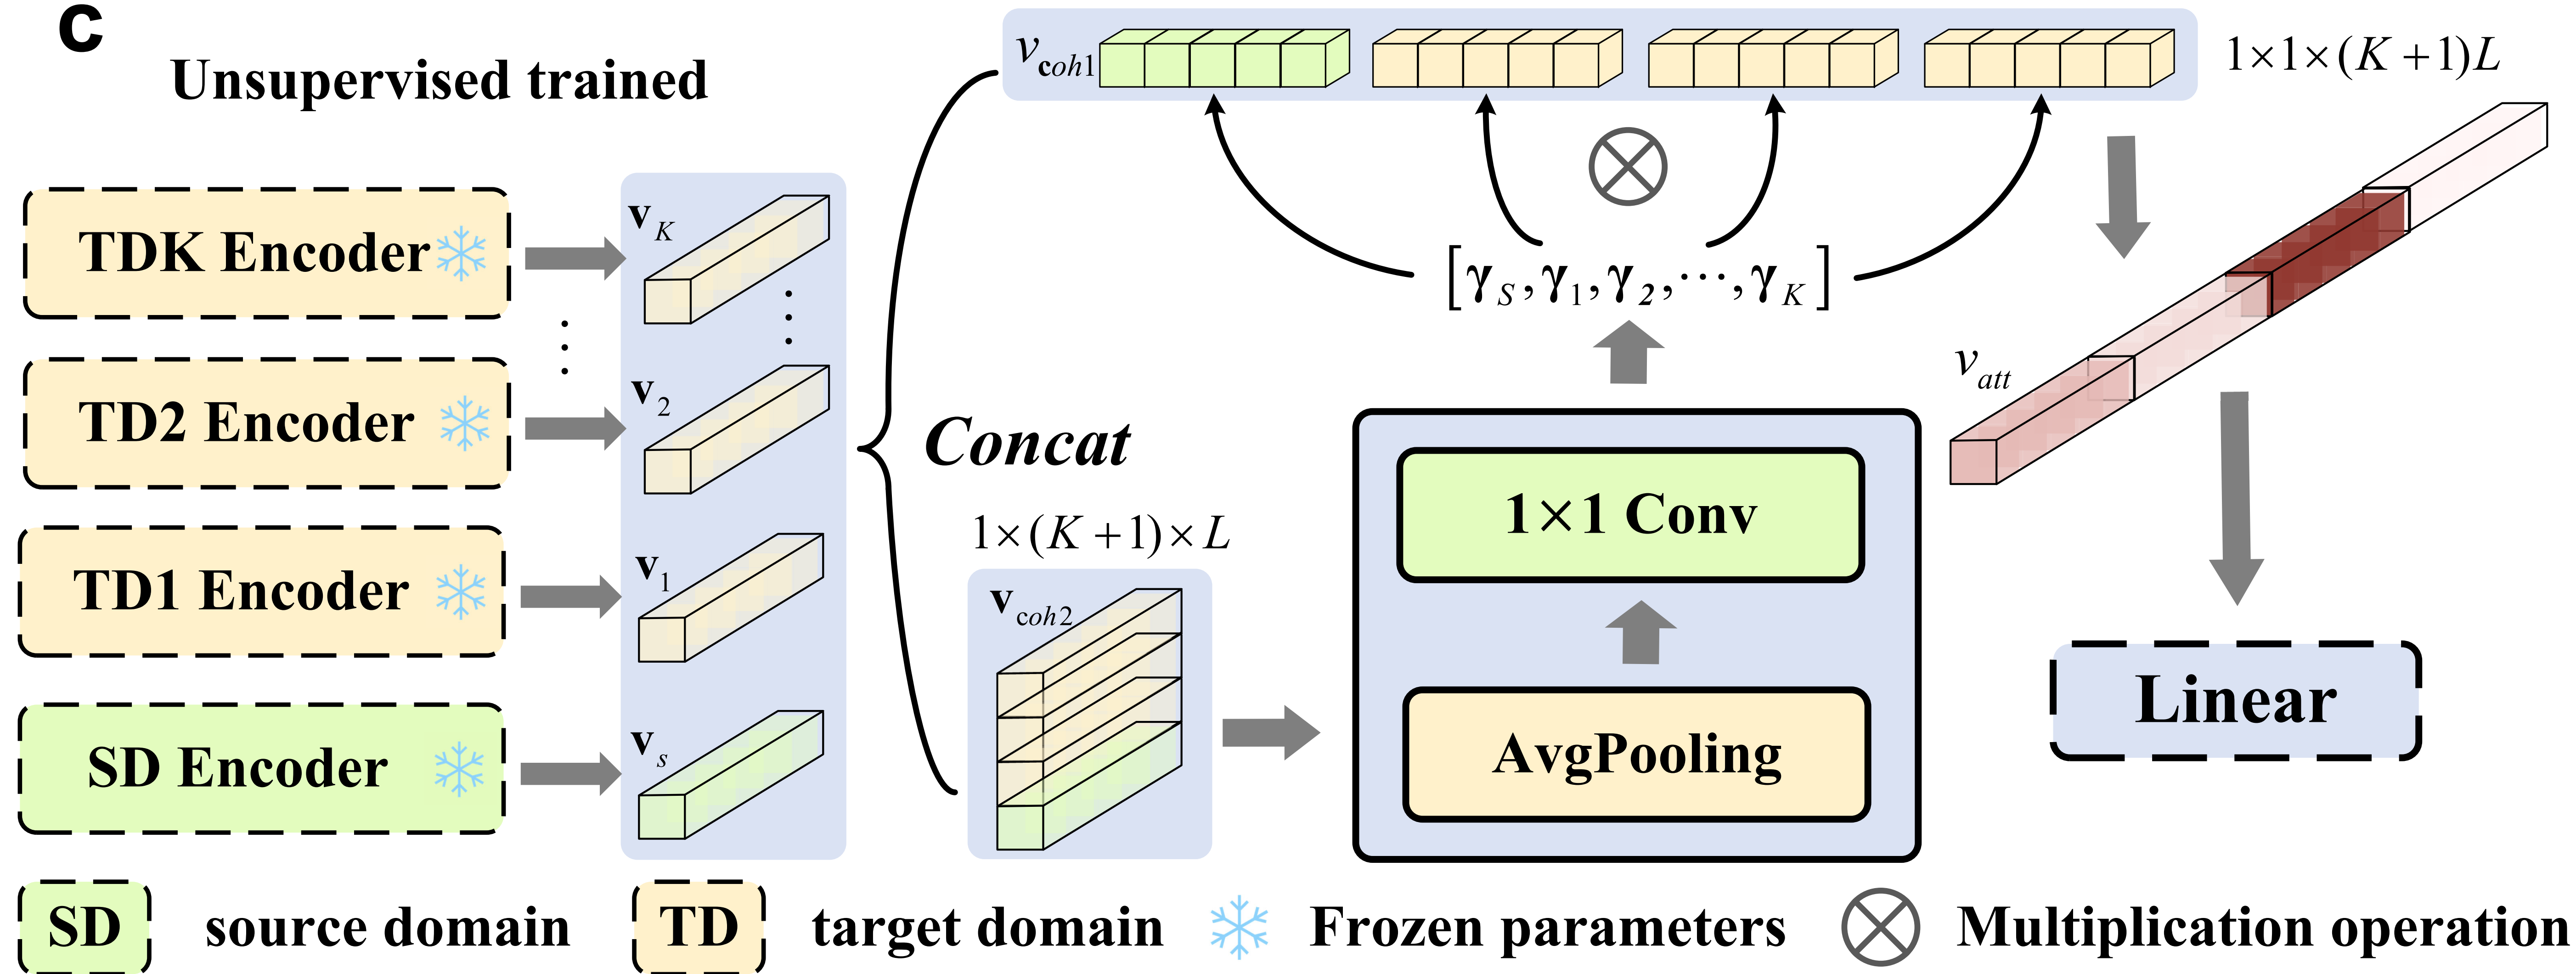 c
Unsupervised trained
TDK Encoder
TD2 Encoder
TD1 Encoder
SD Encoder
v_K
v_2
v_1
v_s
Concat
v_coh1
1×1×(K+1)L
[γ_S,γ_1,γ_2,⋯,γ_K]
1×(K+1)×L
v_coh2
1×1 Conv
AvgPooling
v_att
Linear
SD source domain TD target domain Frozen parameters Multiplication operation